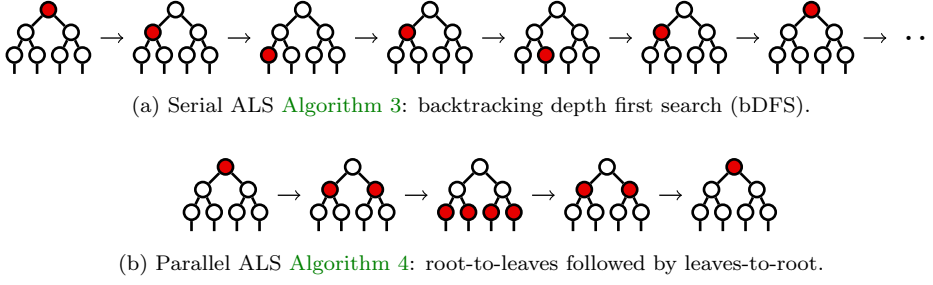 (a) Serial ALS Algorithm 3: backtracking depth first search (bDFS).
(b) Parallel ALS Algorithm 4: root-to-leaves followed by leaves-to-root.